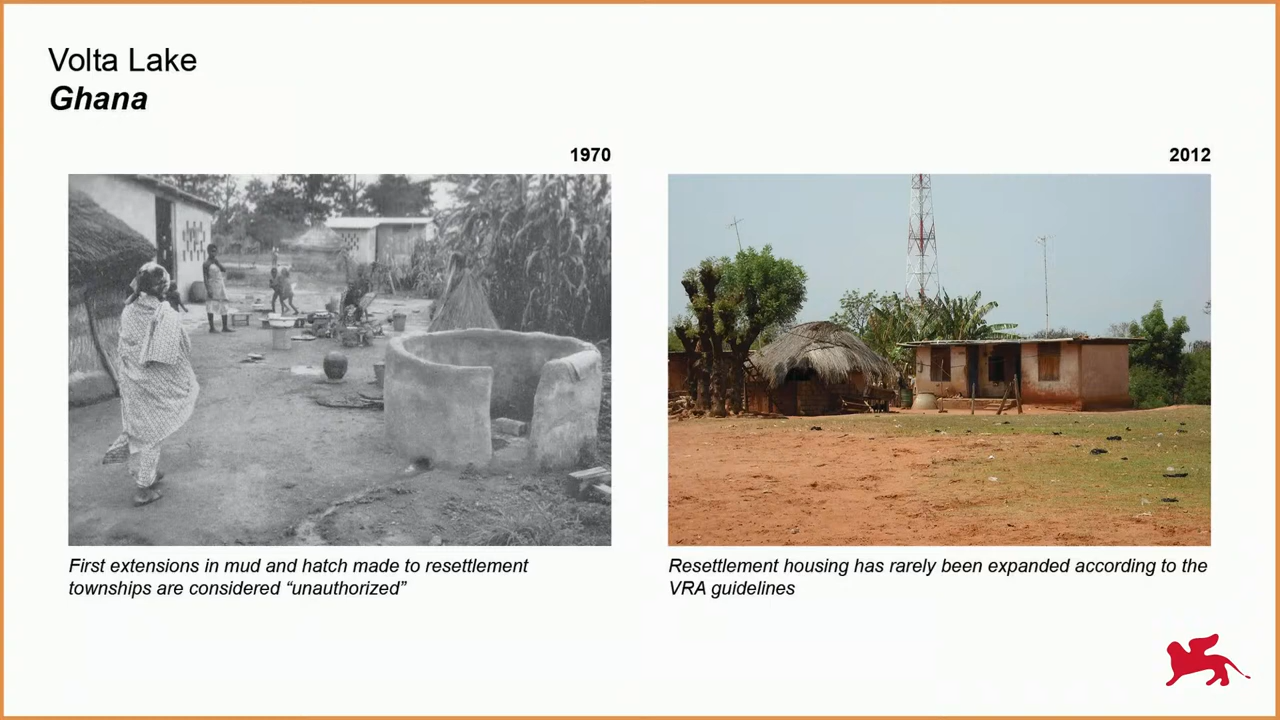 Volta Lake
Ghana
1970
First extensions in mud and hatch made to resettlement
townships are considered “unauthorized”
2012
Resettlement housing has rarely been expanded according to the
VRA guidelines